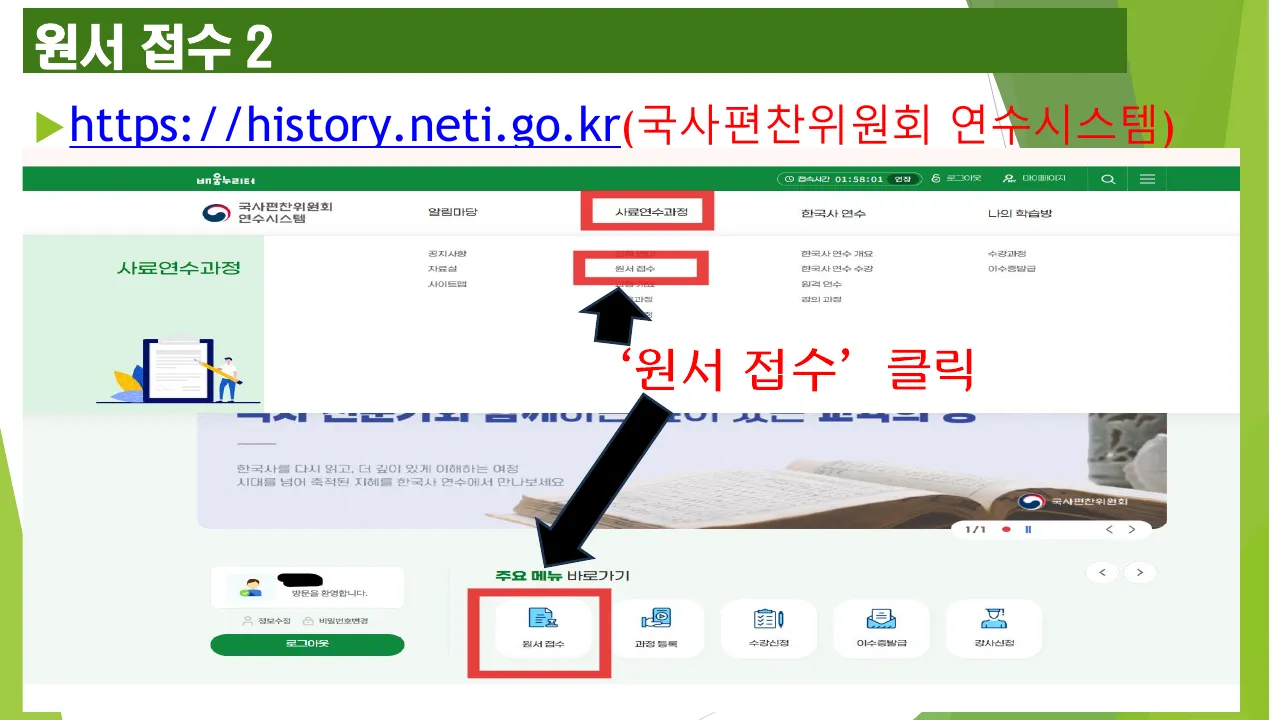 원서 접수 2
https://history.neti.go.kr(국사편찬위원회 연수시스템)
배움누리터
접속시간 01:58:01 연장 로그아웃 마이페이지
국사편찬위원회
연수시스템
알림마당 사료연수과정 한국사 연수 나의 학습방
사료연수과정
공지사항 한국사 연수 개요 수강과정
자료실 원서 접수 한국사 연수 수강 이수증발급
사이트맵 원격 연수
강의 과정
‘원서 접수’ 클릭
한국사를 다시 읽고, 더 깊이 있게 이해하는 여정
시대를 넘어 축적된 지혜를 한국사 연수에서 만나보세요
국사편찬위원회
1/1
주요 메뉴 바로가기
방문을 환영합니다.
정보수정 비밀번호변경
로그아웃
원서 접수 과정 등록 수강신청 이수증발급 강사신청